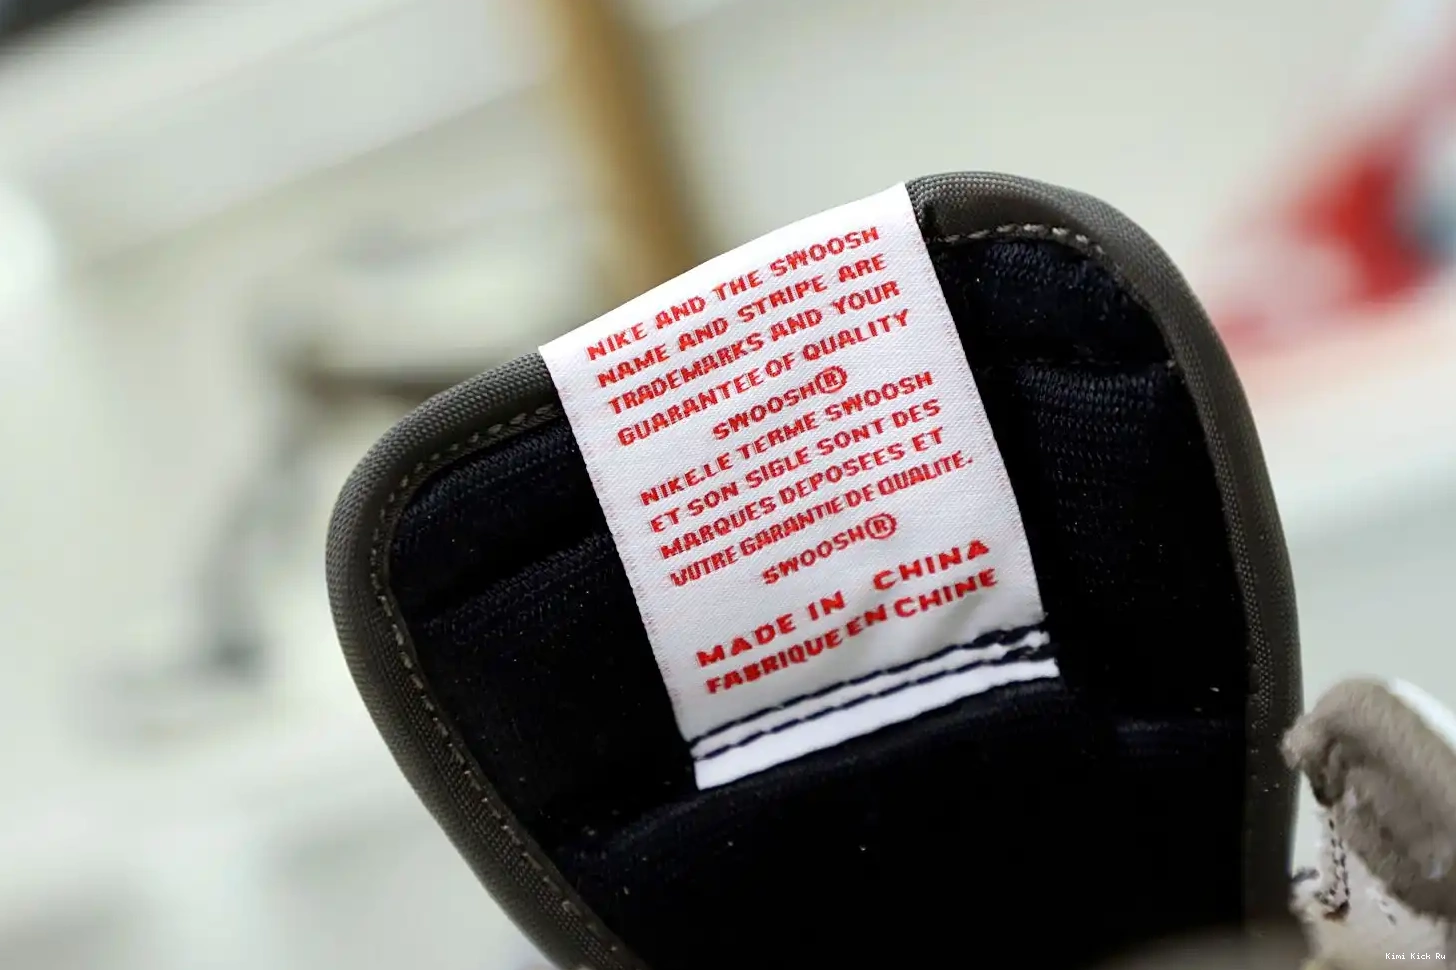 NIKE AND THE SWOOSH
NAME AND STRIPE ARE
TRADEMARKS AND YOUR
GUARANTEE OF QUALITY
SWOOSH®
NIKE.LE TERME SWOOSH
ET SON SIGLE SONT DES
MARQUES DEPOSEES ET
VOTRE GARANTIE DE QUALITE.
SWOOSH®
MADE IN CHINA
FABRIQUE EN CHINE
Kimi Kick Ru